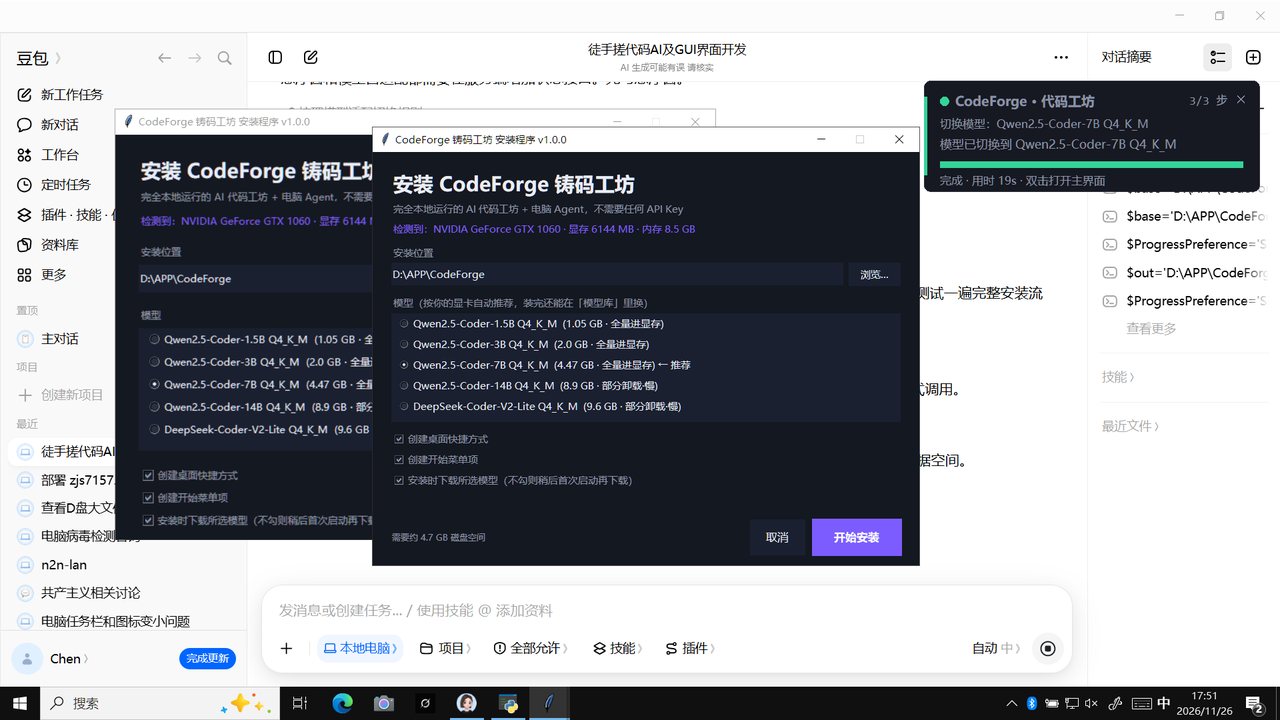 豆包
新工作任务
新对话
工作台
定时任务
插件 · 技能 ·
资料库
更多
置顶
主对话
项目
创建新项目
最近
徒手搓代码AI
部署 zjs7157
查看D盘大文
电脑病毒检测
n2n-lan
共产主义相关讨论
电脑任务栏和图标变小问题
Chen
完成更新
徒手搓代码AI及GUI界面开发
AI 生成可能有误 请核实
CodeForge 铸码工坊 安装程序 v1.0.0
安装 CodeForge 铸码工坊
完全本地运行的 AI 代码工坊 + 电脑 Agent，不需要
检测到：NVIDIA GeForce GTX 1060 · 显存 6144 M
安装位置
D:\APP\CodeForge
模型
Qwen2.5-Coder-1.5B Q4_K_M (1.05 GB · 全
Qwen2.5-Coder-3B Q4_K_M (2.0 GB · 全量
Qwen2.5-Coder-7B Q4_K_M (4.47 GB · 全量
Qwen2.5-Coder-14B Q4_K_M (8.9 GB · 部分
DeepSeek-Coder-V2-Lite Q4_K_M (9.6 GB
创建桌面快捷方式
创建开始菜单项
安装时下载所选模型（不勾则稍后首次启动再下载
CodeForge 铸码工坊 安装程序 v1.0.0
安装 CodeForge 铸码工坊
完全本地运行的 AI 代码工坊 + 电脑 Agent，不需要任何 API Key
检测到：NVIDIA GeForce GTX 1060 · 显存 6144 MB · 内存 8.5 GB
安装位置
D:\APP\CodeForge
浏览...
模型（按你的显卡自动推荐，装完还能在「模型库」里换）
Qwen2.5-Coder-1.5B Q4_K_M (1.05 GB · 全量进显存)
Qwen2.5-Coder-3B Q4_K_M (2.0 GB · 全量进显存)
Qwen2.5-Coder-7B Q4_K_M (4.47 GB · 全量进显存) ← 推荐
Qwen2.5-Coder-14B Q4_K_M (8.9 GB · 部分卸载·慢)
DeepSeek-Coder-V2-Lite Q4_K_M (9.6 GB · 部分卸载·慢)
创建桌面快捷方式
创建开始菜单项
安装时下载所选模型（不勾则稍后首次启动再下载）
需要约 4.7 GB 磁盘空间
取消
开始安装
测试一遍完整安装流
式调用。
据空间。
发消息或创建任务... / 使用技能 @ 添加资料
本地电脑
项目
全部允许
技能
插件
自动 中
对话摘要
CodeForge · 代码工坊
3/3 步
切换模型：Qwen2.5-Coder-7B Q4_K_M
模型已切换到 Qwen2.5-Coder-7B Q4_K_M
完成 · 用时 19s · 双击打开主界面
$base='D:\APP\CodeFo
$ProgressPreference='S
$out='D:\APP\CodeForg
$ProgressPreference='S
查看更多
技能
最近文件
搜索
中
17:51
2026/11/26
2